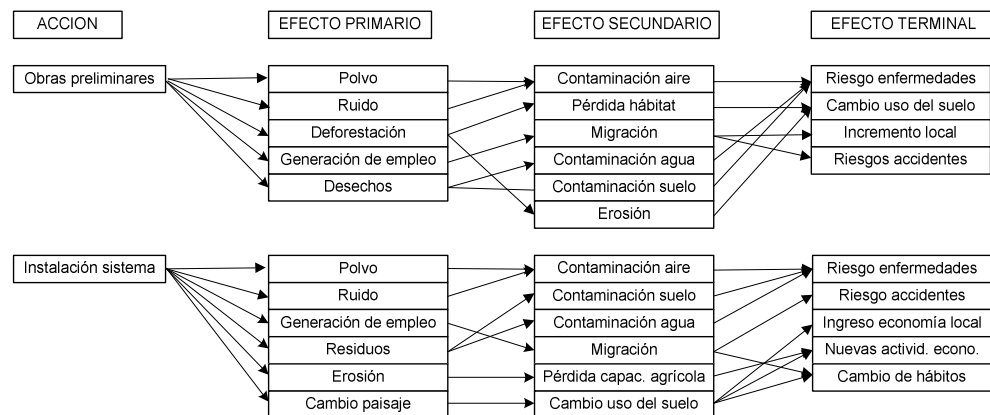 ACCION
EFECTO PRIMARIO
EFECTO SECUNDARIO
EFECTO TERMINAL
Obras preliminares
Polvo
Ruido
Deforestación
Generación de empleo
Desechos
Contaminación aire
Pérdida hábitat
Migración
Contaminación agua
Contaminación suelo
Erosión
Riesgo enfermedades
Cambio uso del suelo
Incremento local
Riesgos accidentes
Instalación sistema
Polvo
Ruido
Generación de empleo
Residuos
Erosión
Cambio paisaje
Contaminación aire
Contaminación suelo
Contaminación agua
Migración
Pérdida capac. agrícola
Cambio uso del suelo
Riesgo enfermedades
Riesgo accidentes
Ingreso economía local
Nuevas activid. econo.
Cambio de hábitos